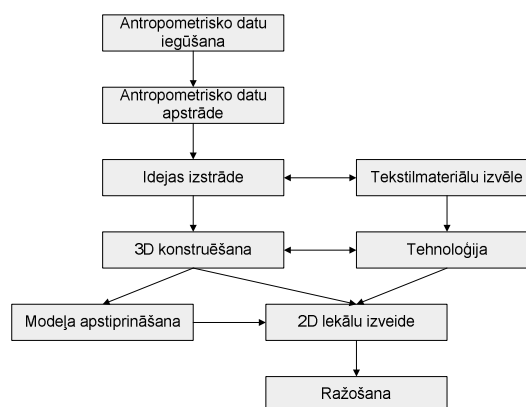 Antropometrisko datu
iegūšana
Antropometrisko datu
apstrāde
Idejas izstrāde
Tekstilmateriālu izvēle
3D konstruēšana
Tehnoloģija
Modeļa apstiprināšana
2D lekālu izveide
Ražošana